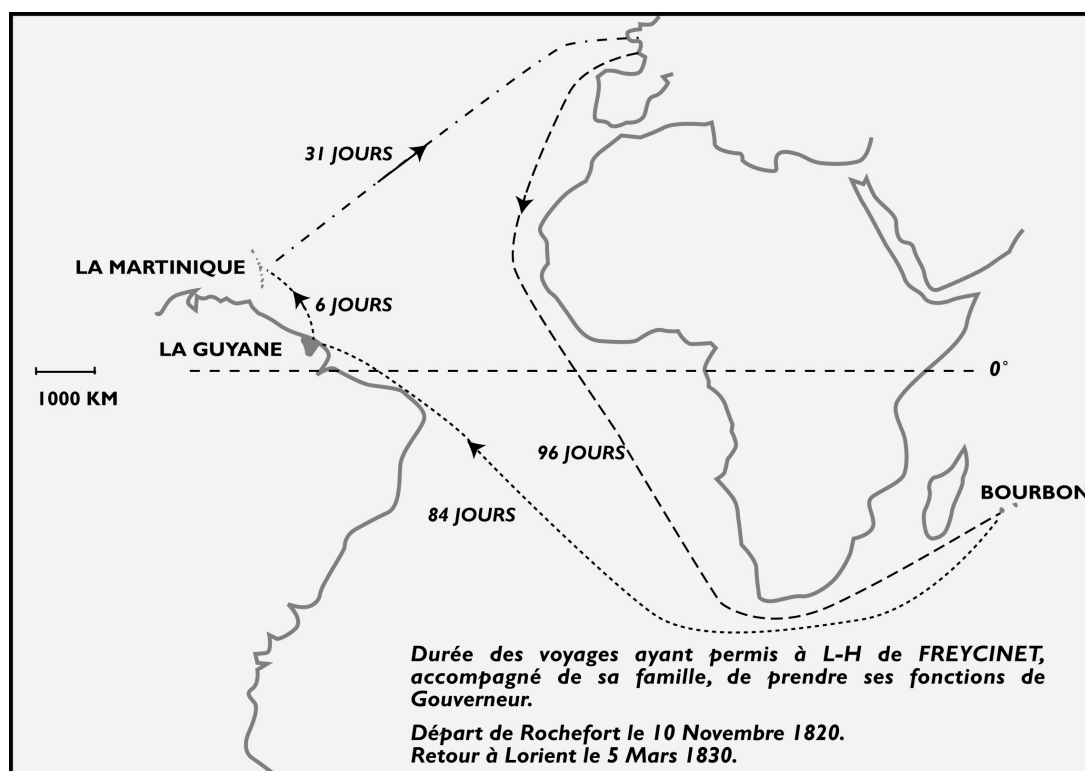 31 JOURS
LA MARTINIQUE
6 JOURS
LA GUYANE
0°
1000 KM
96 JOURS
BOURBON
84 JOURS
Durée des voyages ayant permis à L-H de FREYCINET,
accompagné de sa famille, de prendre ses fonctions de
Gouverneur.
Départ de Rochefort le 10 Novembre 1820.
Retour à Lorient le 5 Mars 1830.